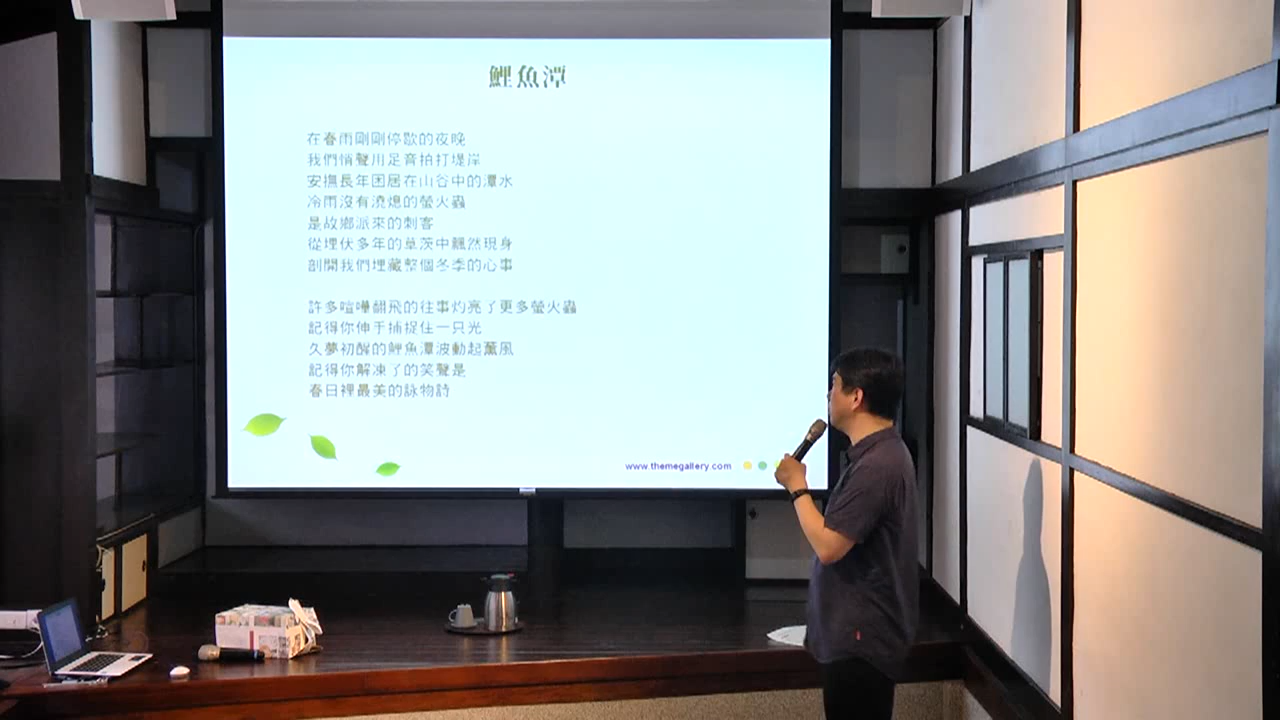 鯉魚潭
在春雨剛剛停歇的夜晚
我們悄聲用足音拍打堤岸
安撫長年困居在山谷中的潭水
冷雨沒有澆熄的螢火蟲
是故鄉派來的刺客
從埋伏多年的草茨中飄然現身
剖開我們埋藏整個冬季的心事
許多喧嘩翻飛的往事灼亮了更多螢火蟲
記得你伸手捕捉住一只光
久夢初醒的鯉魚潭波動起薰風
記得你解凍了的笑聲是
春日裡最美的詠物詩
www.themegallery.com